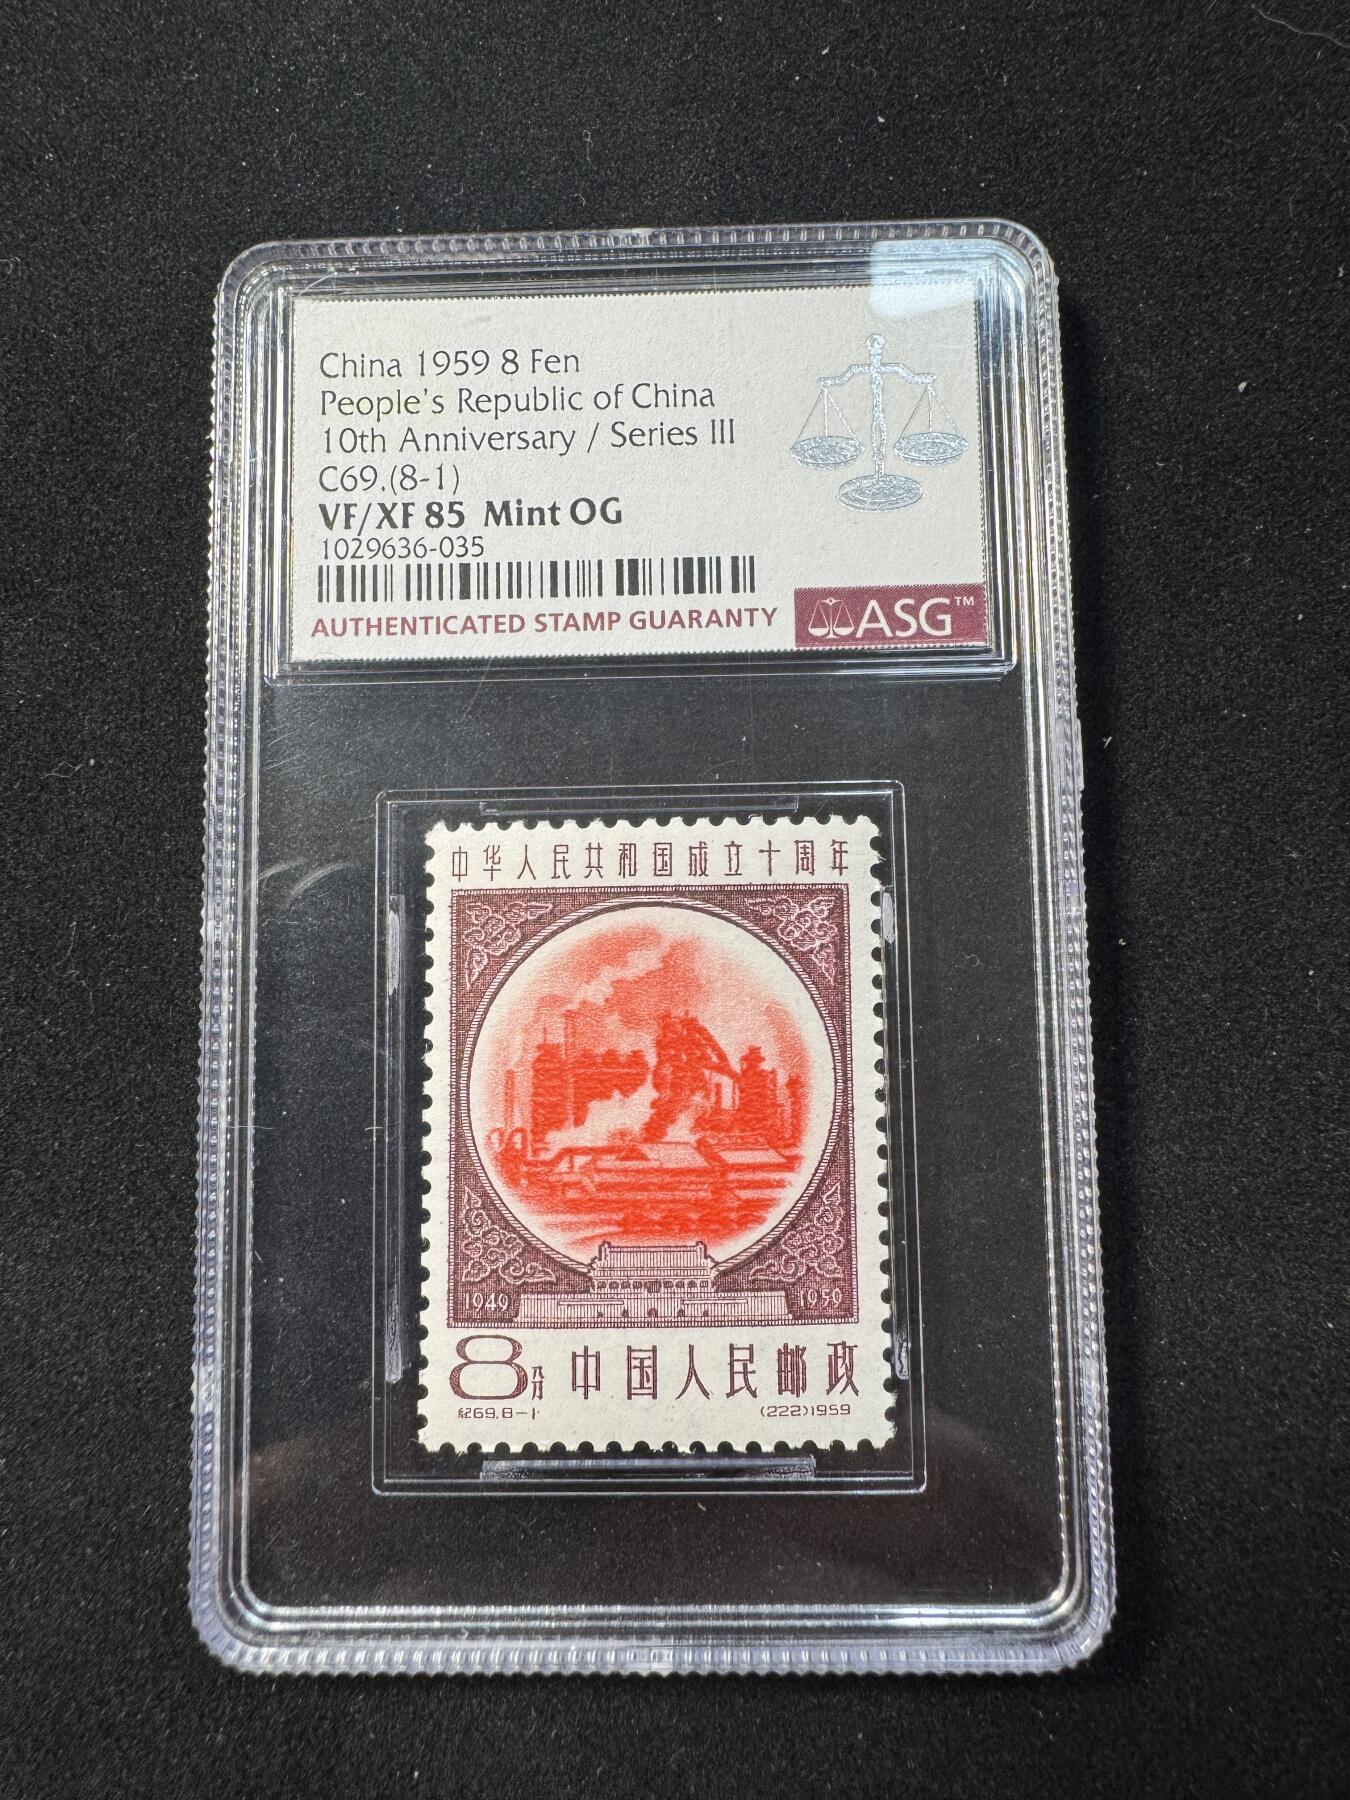 China 1959 8 Fen
People's Republic of China
10th Anniversary / Series III
C69.(8-1)
VF/XF 85 Mint OG
1029636-035
AUTHENTICATED STAMP GUARANTY
ASG™
中华人民共和国成立十周年
1949 1959
8分 中国人民邮政
紀69.8-1 (222)1959